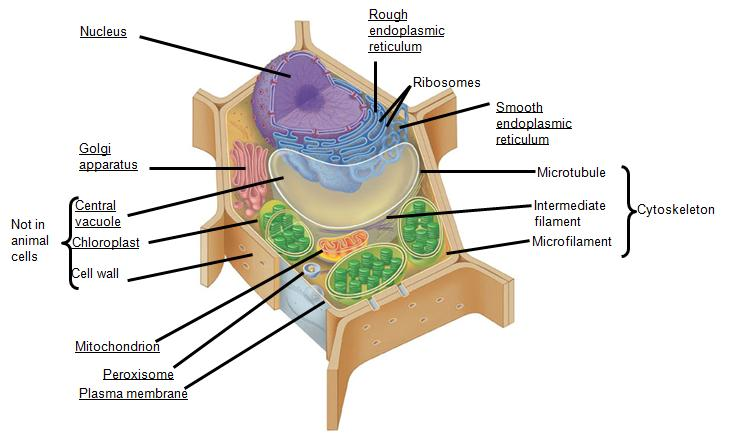 Nucleus
Rough
endoplasmic
reticulum
Ribosomes
Smooth
endoplasmic
reticulum
Golgi
apparatus
Microtubule
Central
vacuole
Intermediate
filament
Cytoskeleton
Not in
animal
cells
Chloroplast
Microfilament
Cell wall
Mitochondrion
Peroxisome
Plasma membrane